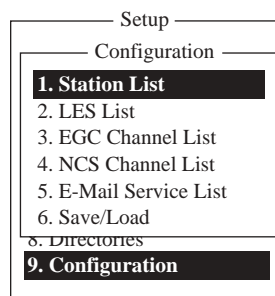 Setup
Configuration
1. Station List
2. LES List
3. EGC Channel List
4. NCS Channel List
5. E-Mail Service List
6. Save/Load
8. Directories
9. Configuration